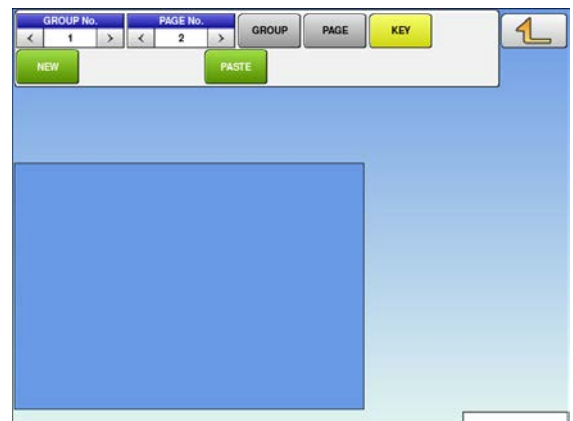 GROUP No. PAGE No.
< 1 > < 2 > GROUP PAGE KEY
NEW PASTE